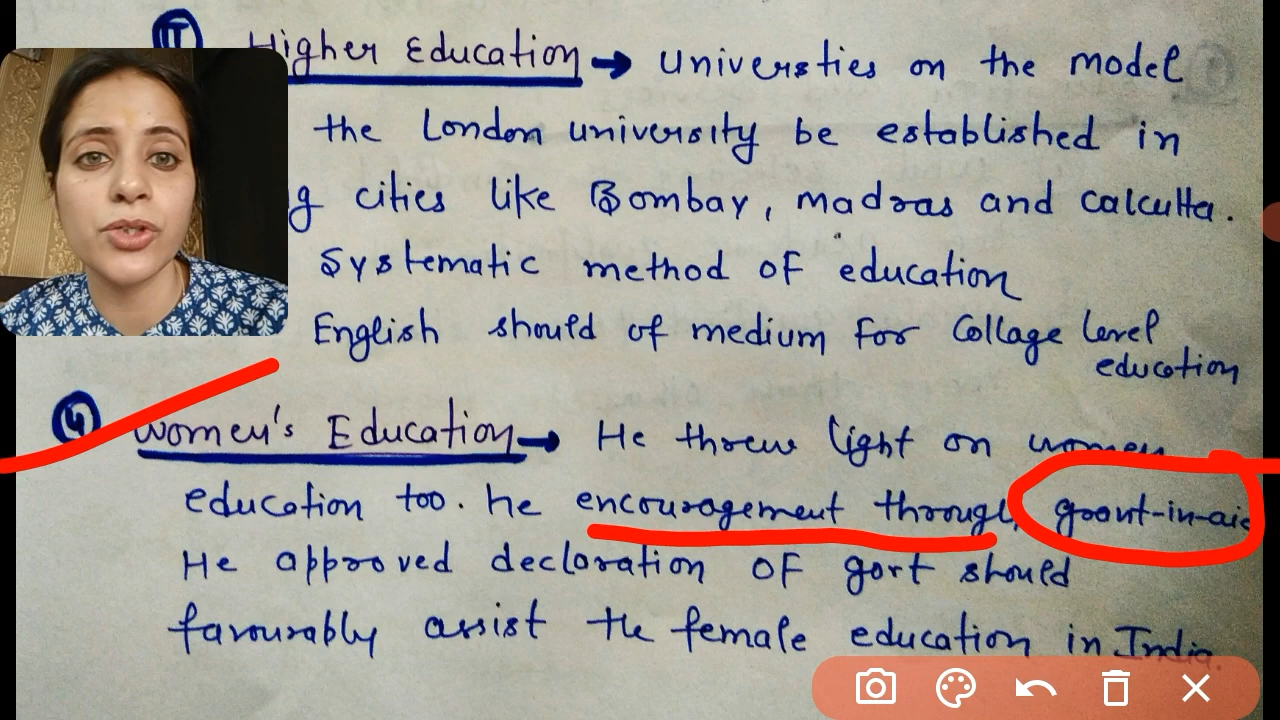 II Higher Education → Universties on the model
the London university be established in
g cities like Bombay, madras and calcutta.
Systematic method of education
English should of medium for Collage level
education
4 Women's Education → He threw light on women
education too. he encouragement through grant-in-aid
He approved declaration of govt should
favourably assist the female education in India.